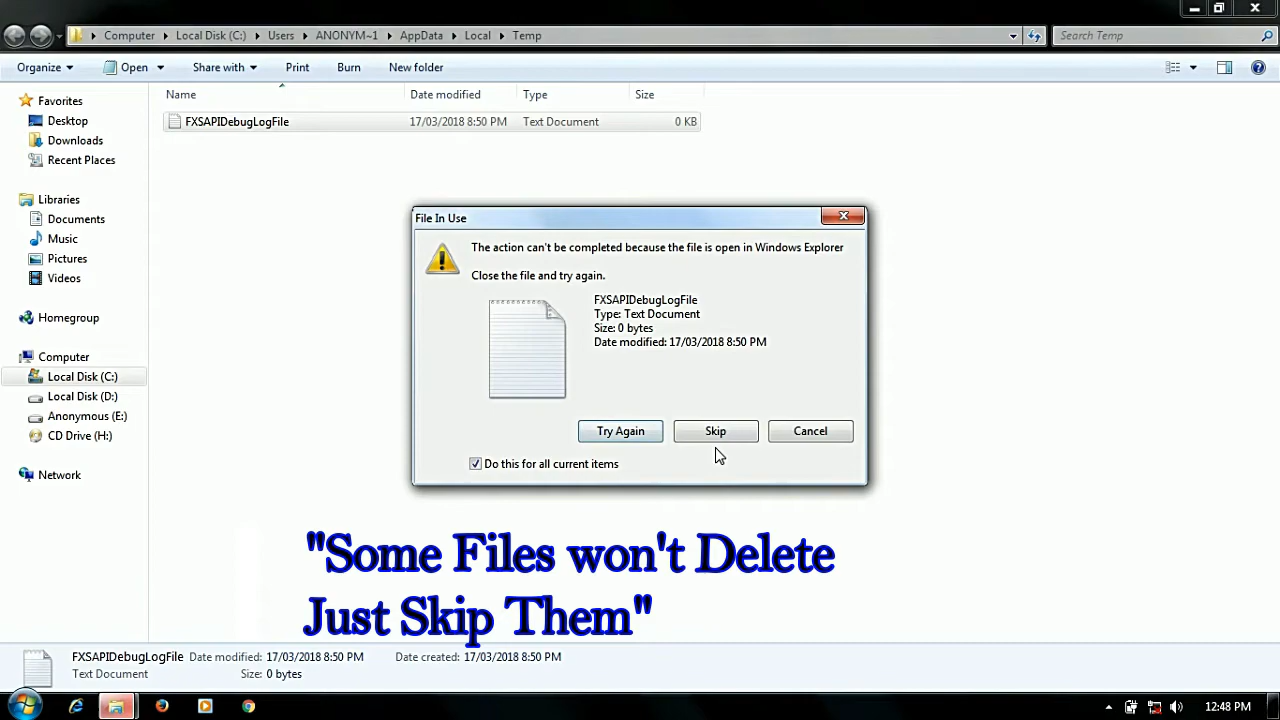 Computer
Local Disk (C:)
Users
ANONYM~1
AppData
Local
Temp
Search Temp
Organize
Open
Share with
Print
Burn
New folder
Name
Date modified
Type
Size
FXSAPIDebugLogFile
17/03/2018 8:50 PM
Text Document
0 KB
Favorites
Desktop
Downloads
Recent Places
Libraries
Documents
Music
Pictures
Videos
Homegroup
Computer
Local Disk (C:)
Local Disk (D:)
Anonymous (E:)
CD Drive (H:)
Network
File In Use
The action can't be completed because the file is open in Windows Explorer
Close the file and try again.
FXSAPIDebugLogFile
Type: Text Document
Size: 0 bytes
Date modified: 17/03/2018 8:50 PM
Try Again
Skip
Cancel
Do this for all current items
"Some Files won't Delete
Just Skip Them"
FXSAPIDebugLogFile Date modified: 17/03/2018 8:50 PM Date created: 17/03/2018 8:50 PM
Text Document Size: 0 bytes
12:48 PM